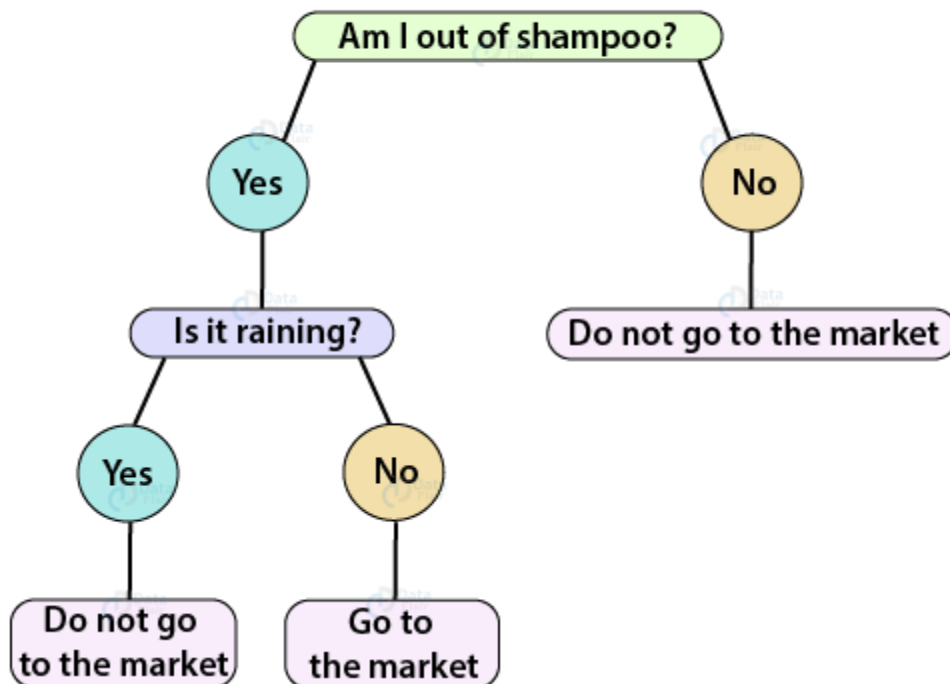 Am I out of shampoo?
Yes
No
Is it raining?
Do not go to the market
Yes
No
Do not go
to the market
Go to
the market